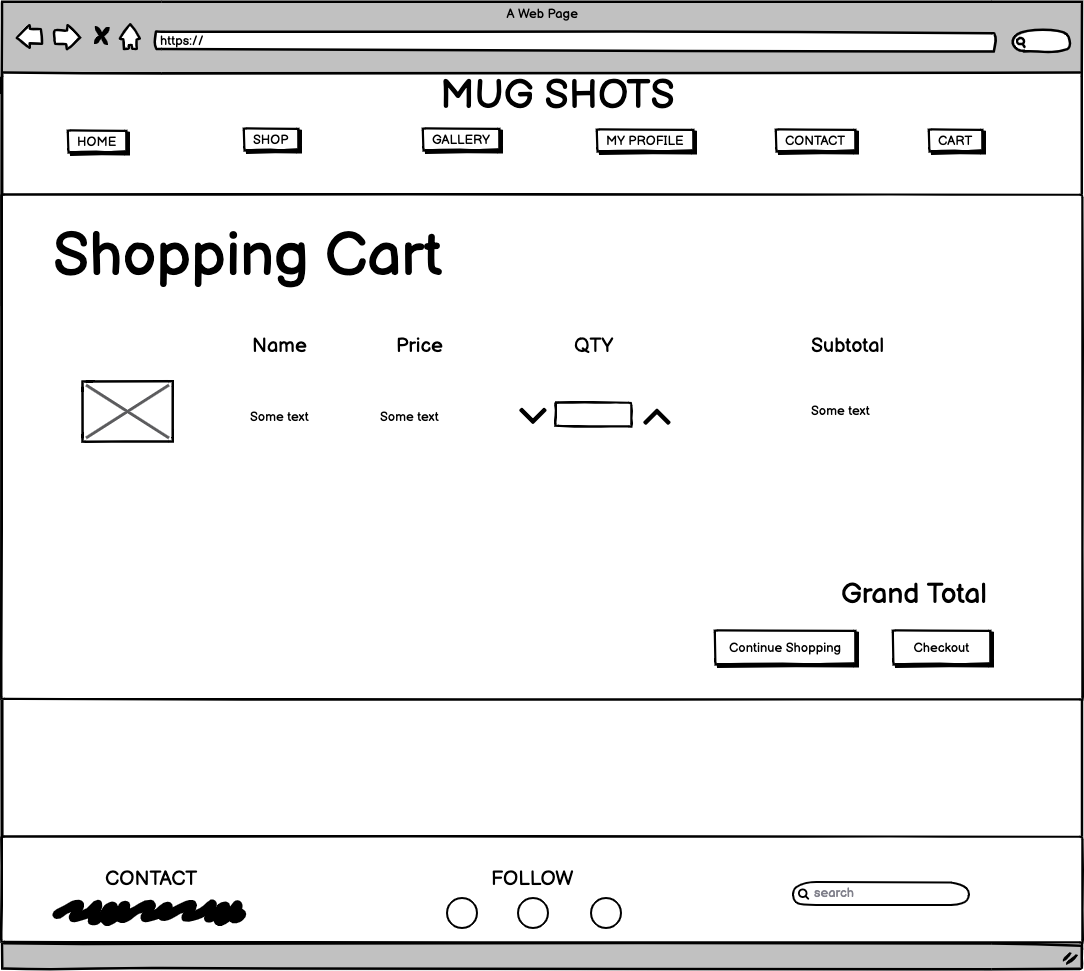 A Web Page
https://
MUG SHOTS
HOME SHOP GALLERY MY PROFILE CONTACT CART
Shopping Cart
Name Price QTY Subtotal
Some text Some text Some text
Grand Total
Continue Shopping Checkout
CONTACT FOLLOW
search